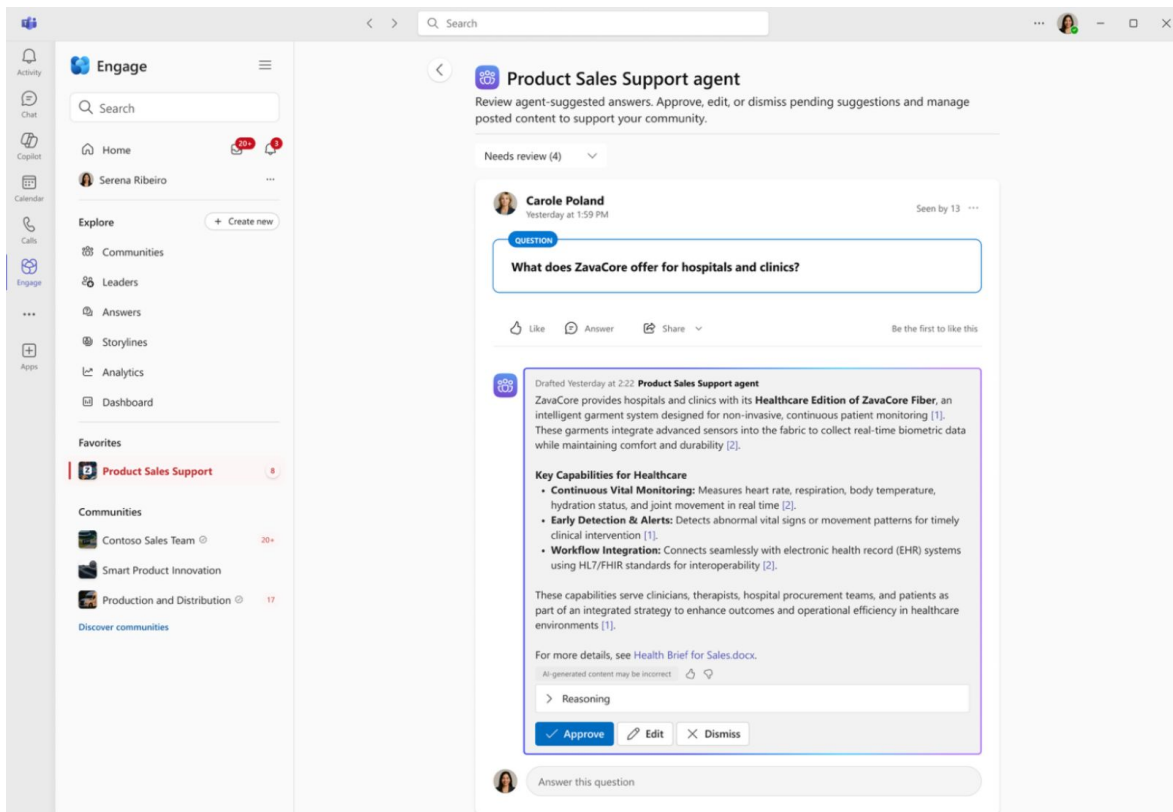 Search
Activity
Chat
Copilot
Calendar
Calls
Engage
Apps
Engage
Search
Home
20+
3
Serena Ribeiro
Explore
+ Create new
Communities
Leaders
Answers
Storylines
Analytics
Dashboard
Favorites
Product Sales Support
8
Communities
Contoso Sales Team
20+
Smart Product Innovation
Production and Distribution
17
Discover communities
Product Sales Support agent
Review agent-suggested answers. Approve, edit, or dismiss pending suggestions and manage
posted content to support your community.
Needs review (4)
Carole Poland
Yesterday at 1:59 PM
Seen by 13
QUESTION
What does ZavaCore offer for hospitals and clinics?
Like
Answer
Share
Be the first to like this
Drafted Yesterday at 2:22 Product Sales Support agent
ZavaCore provides hospitals and clinics with its Healthcare Edition of ZavaCore Fiber, an
intelligent garment system designed for non-invasive, continuous patient monitoring [1].
These garments integrate advanced sensors into the fabric to collect real-time biometric data
while maintaining comfort and durability [2].
Key Capabilities for Healthcare
• Continuous Vital Monitoring: Measures heart rate, respiration, body temperature,
hydration status, and joint movement in real time [2].
• Early Detection & Alerts: Detects abnormal vital signs or movement patterns for timely
clinical intervention [1].
• Workflow Integration: Connects seamlessly with electronic health record (EHR) systems
using HL7/FHIR standards for interoperability [2].
These capabilities serve clinicians, therapists, hospital procurement teams, and patients as
part of an integrated strategy to enhance outcomes and operational efficiency in healthcare
environments [1].
For more details, see Health Brief for Sales.docx.
AI-generated content may be incorrect
Reasoning
Approve
Edit
Dismiss
Answer this question